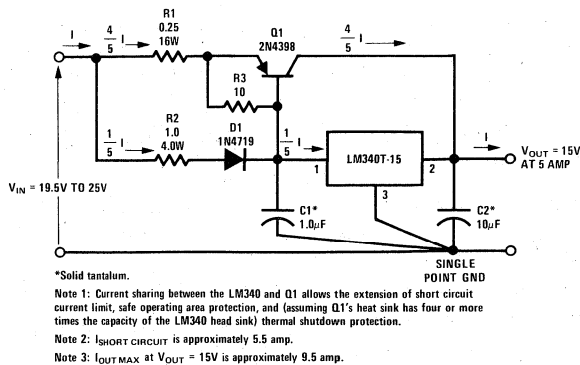 R1
0.25
16W
Q1
2N4398
I
4/5 I
4/5 I
R3
10
R2
1.0
4.0W
D1
1N4719
1/5 I
1/5 I
1
LM340T-15
2
3
I
VOUT = 15V
AT 5 AMP
VIN = 19.5V TO 25V
C1*
1.0μF
C2*
10μF
SINGLE
POINT GND
*Solid tantalum.
Note 1: Current sharing between the LM340 and Q1 allows the extension of short circuit
current limit, safe operating area protection, and (assuming Q1's heat sink has four or more
times the capacity of the LM340 head sink) thermal shutdown protection.
Note 2: ISHORT CIRCUIT is approximately 5.5 amp.
Note 3: IOUT MAX at VOUT = 15V is approximately 9.5 amp.